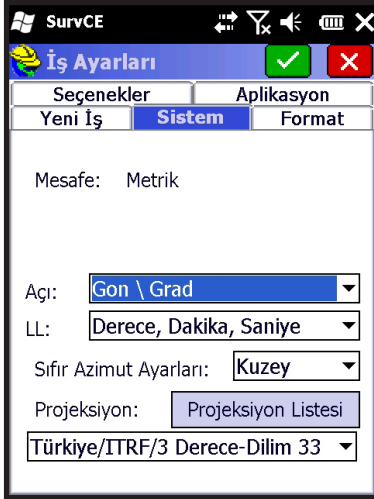 SurvCE
İş Ayarları
Seçenekler Aplikasyon
Yeni İş Sistem Format
Mesafe: Metrik
Açı: Gon \ Grad
LL: Derece, Dakika, Saniye
Sıfır Azimut Ayarları: Kuzey
Projeksiyon: Projeksiyon Listesi
Türkiye/ITRF/3 Derece-Dilim 33